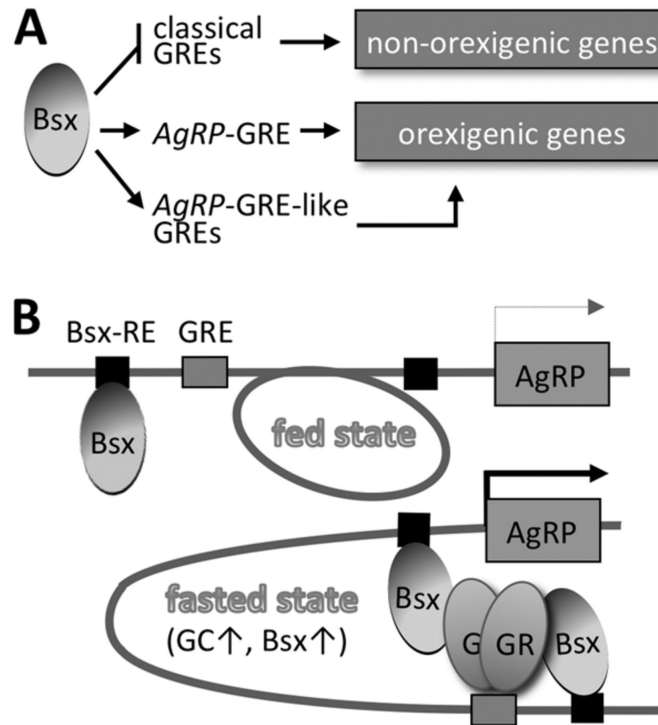 A
classical
GREs
non-orexigenic genes
Bsx
AgRP-GRE
orexigenic genes
AgRP-GRE-like
GREs
B
Bsx-RE GRE
AgRP
Bsx
fed state
AgRP
fasted state
(GC↑, Bsx↑)
Bsx
G
GR
Bsx